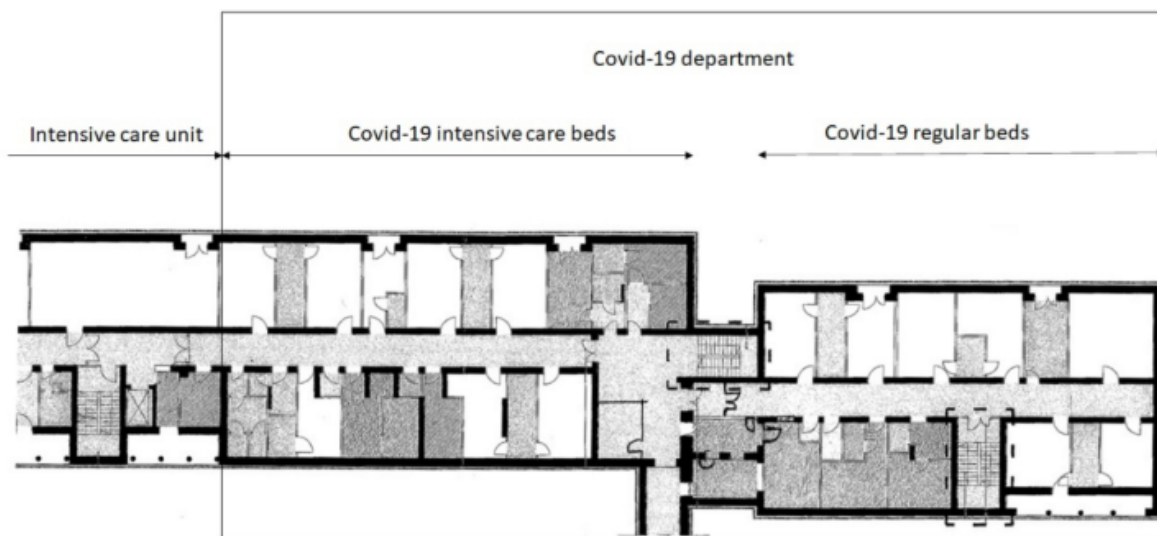 Covid-19 department
Intensive care unit
Covid-19 intensive care beds
Covid-19 regular beds